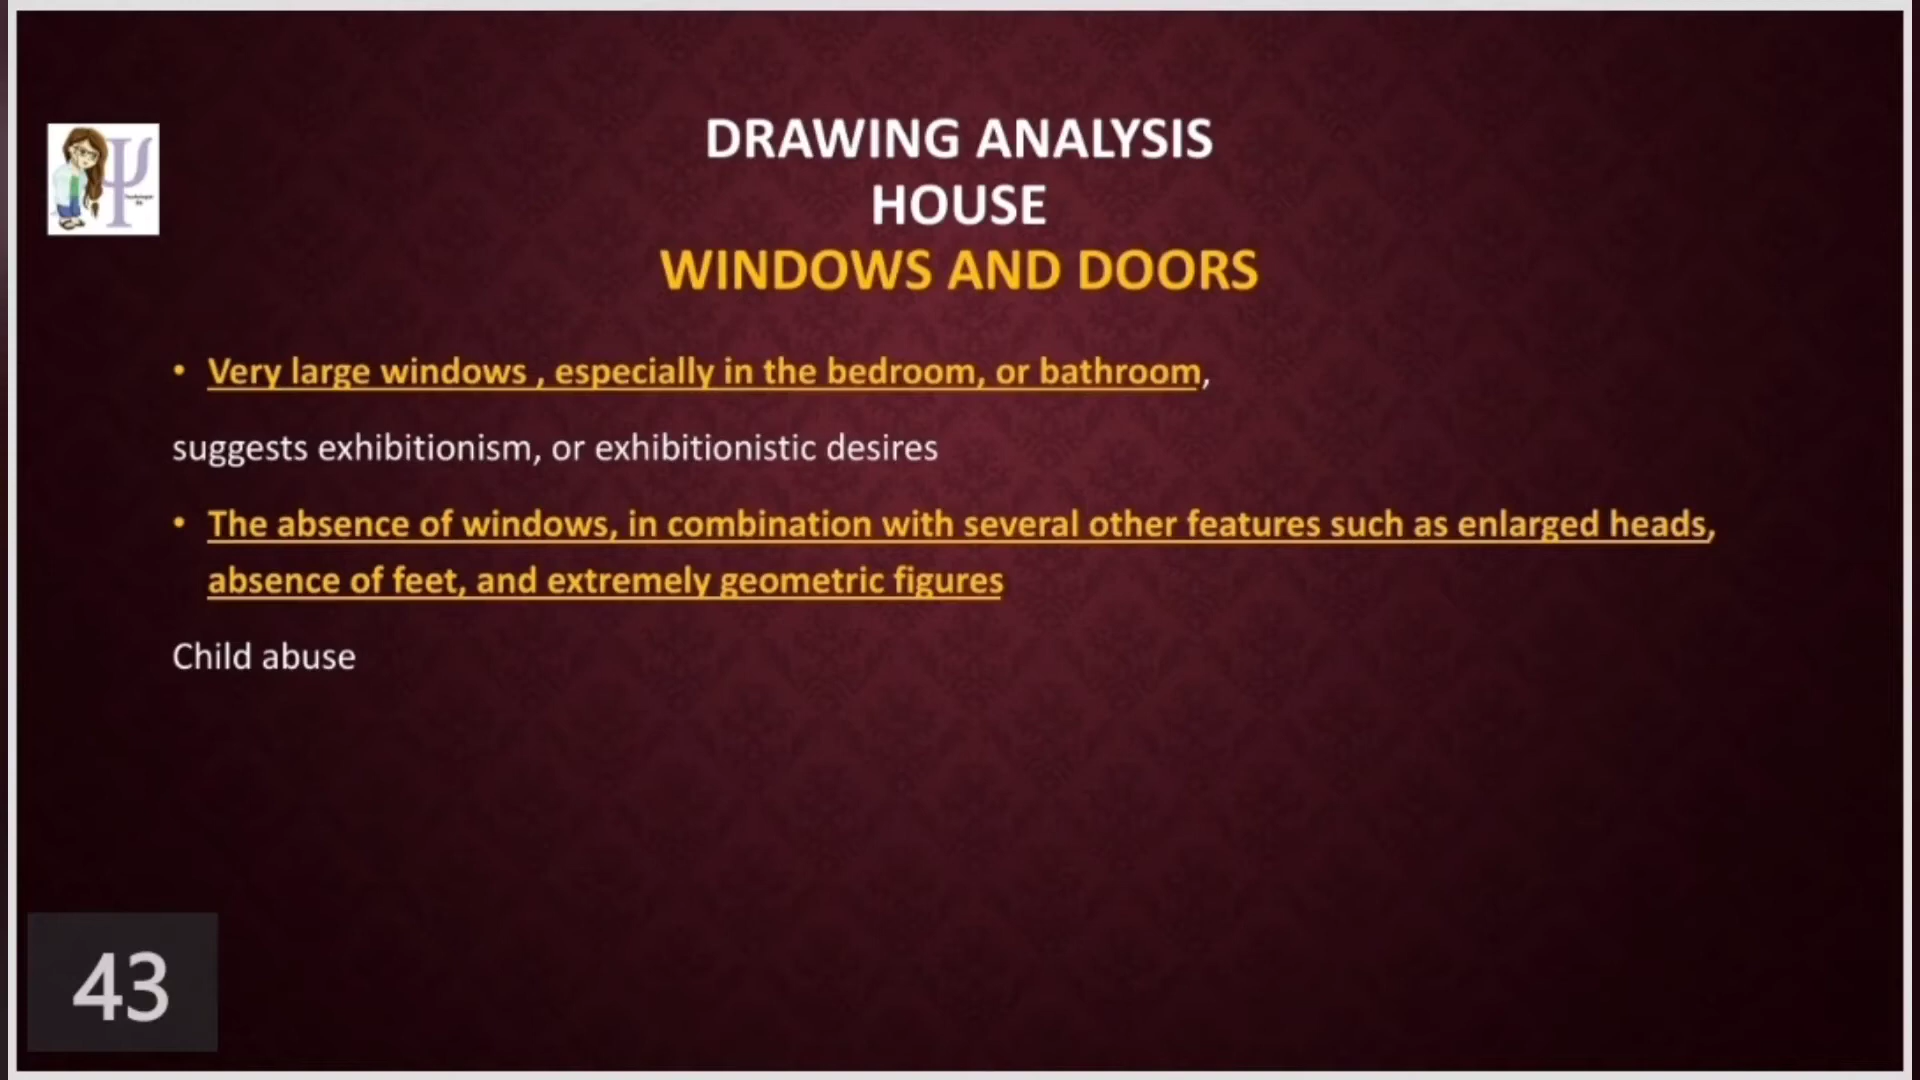 DRAWING ANALYSIS
HOUSE
WINDOWS AND DOORS
• Very large windows , especially in the bedroom, or bathroom,
suggests exhibitionism, or exhibitionistic desires
• The absence of windows, in combination with several other features such as enlarged heads,
absence of feet, and extremely geometric figures
Child abuse
43